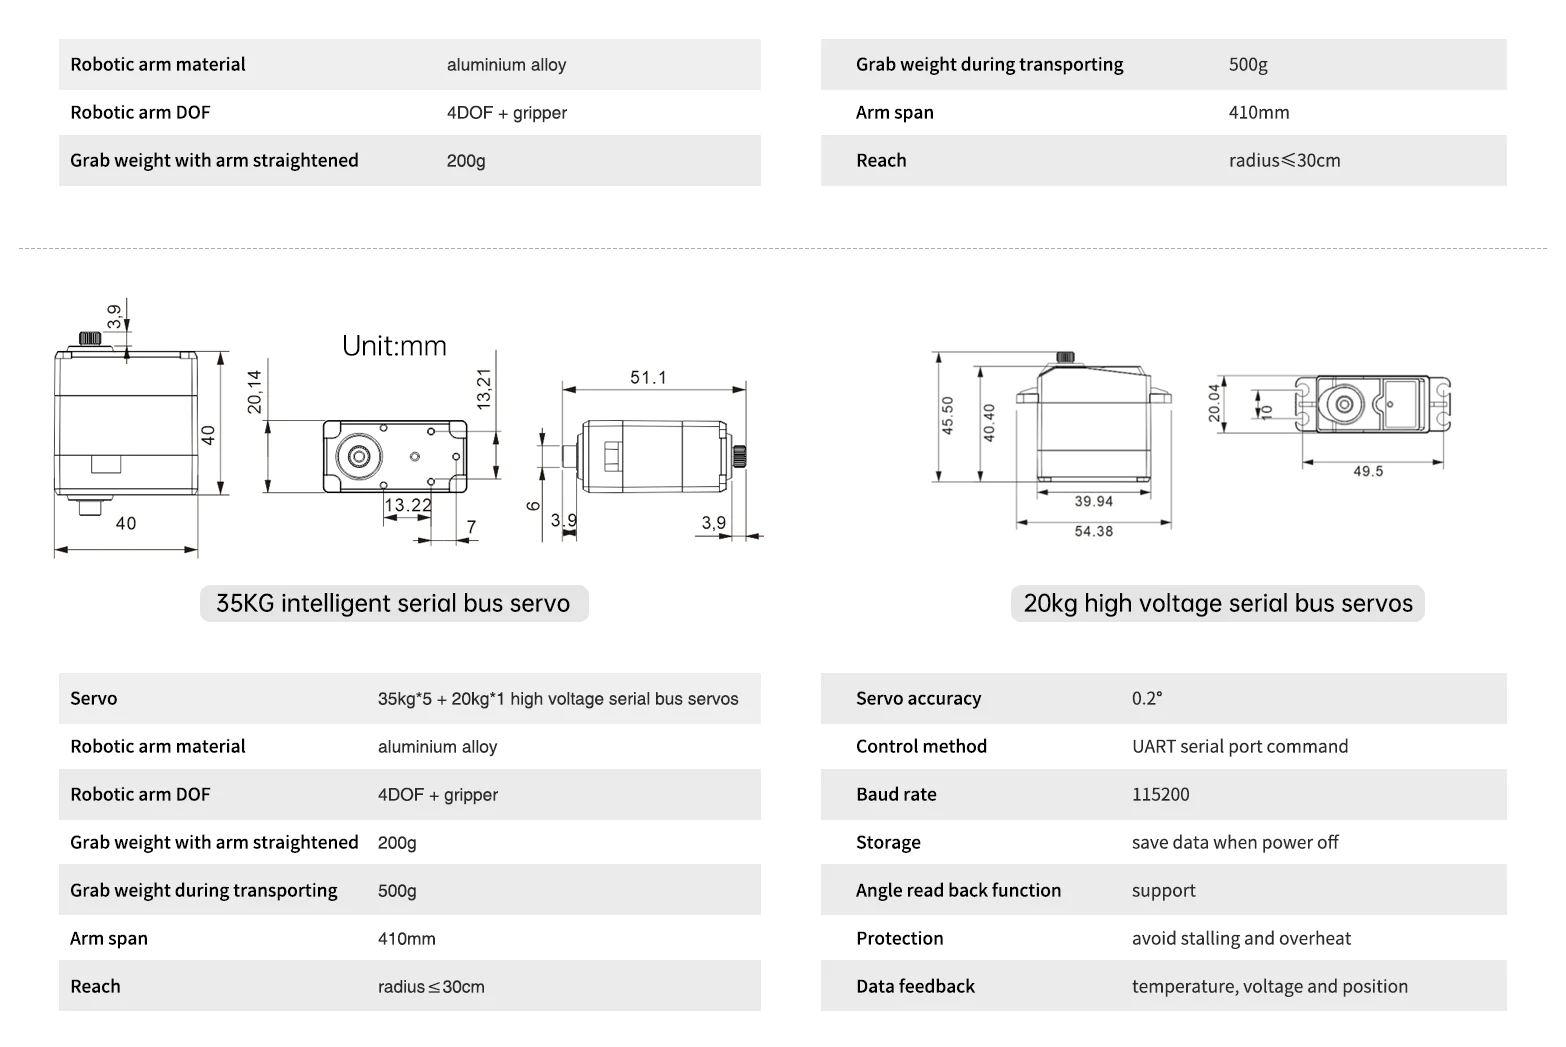 Robotic arm material aluminium alloy
Robotic arm DOF 4DOF + gripper
Grab weight with arm straightened 200g
Grab weight during transporting 500g
Arm span 410mm
Reach radius≤30cm
3,9
40
40
Unit:mm
20,14
13,21
13.22
7
51.1
6
3.9
3,9
45.50
40.40
39.94
54.38
20.04
10
49.5
35KG intelligent serial bus servo
20kg high voltage serial bus servos
Servo 35kg*5 + 20kg*1 high voltage serial bus servos
Robotic arm material aluminium alloy
Robotic arm DOF 4DOF + gripper
Grab weight with arm straightened 200g
Grab weight during transporting 500g
Arm span 410mm
Reach radius≤30cm
Servo accuracy 0.2°
Control method UART serial port command
Baud rate 115200
Storage save data when power off
Angle read back function support
Protection avoid stalling and overheat
Data feedback temperature, voltage and position